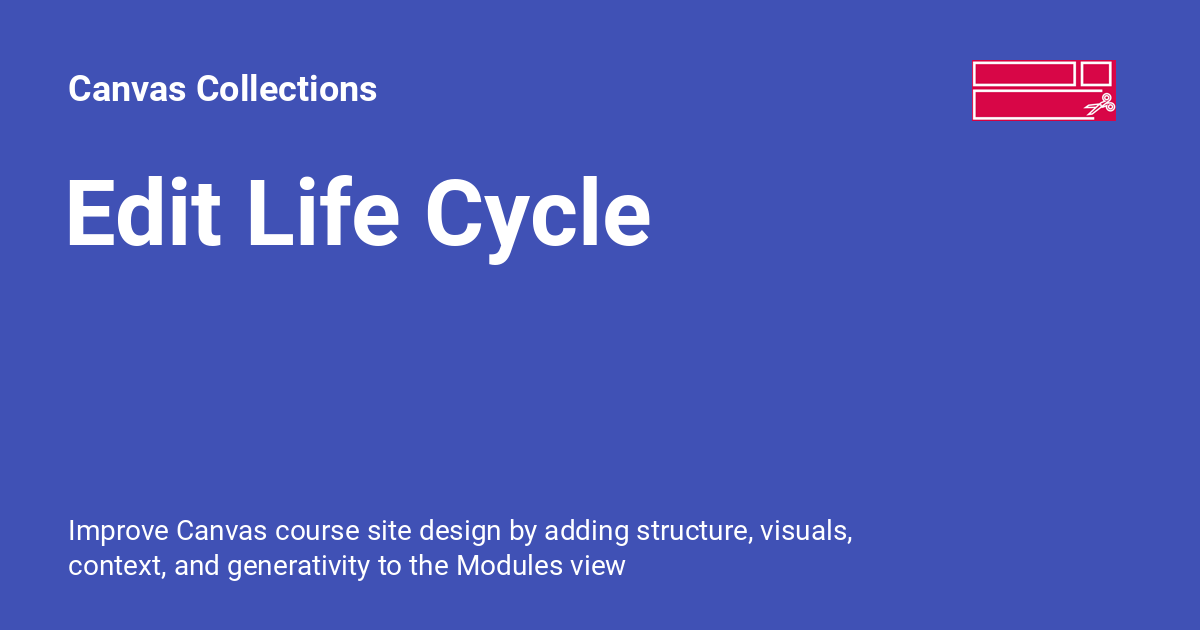 Canvas Collections
Edit Life Cycle
Improve Canvas course site design by adding structure, visuals,
context, and generativity to the Modules view